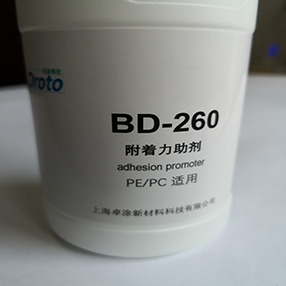 Droto
BD-260
附着力助剂
adhesion promoter
PE/PC 适用
上海卓涂新材料科技有限公司